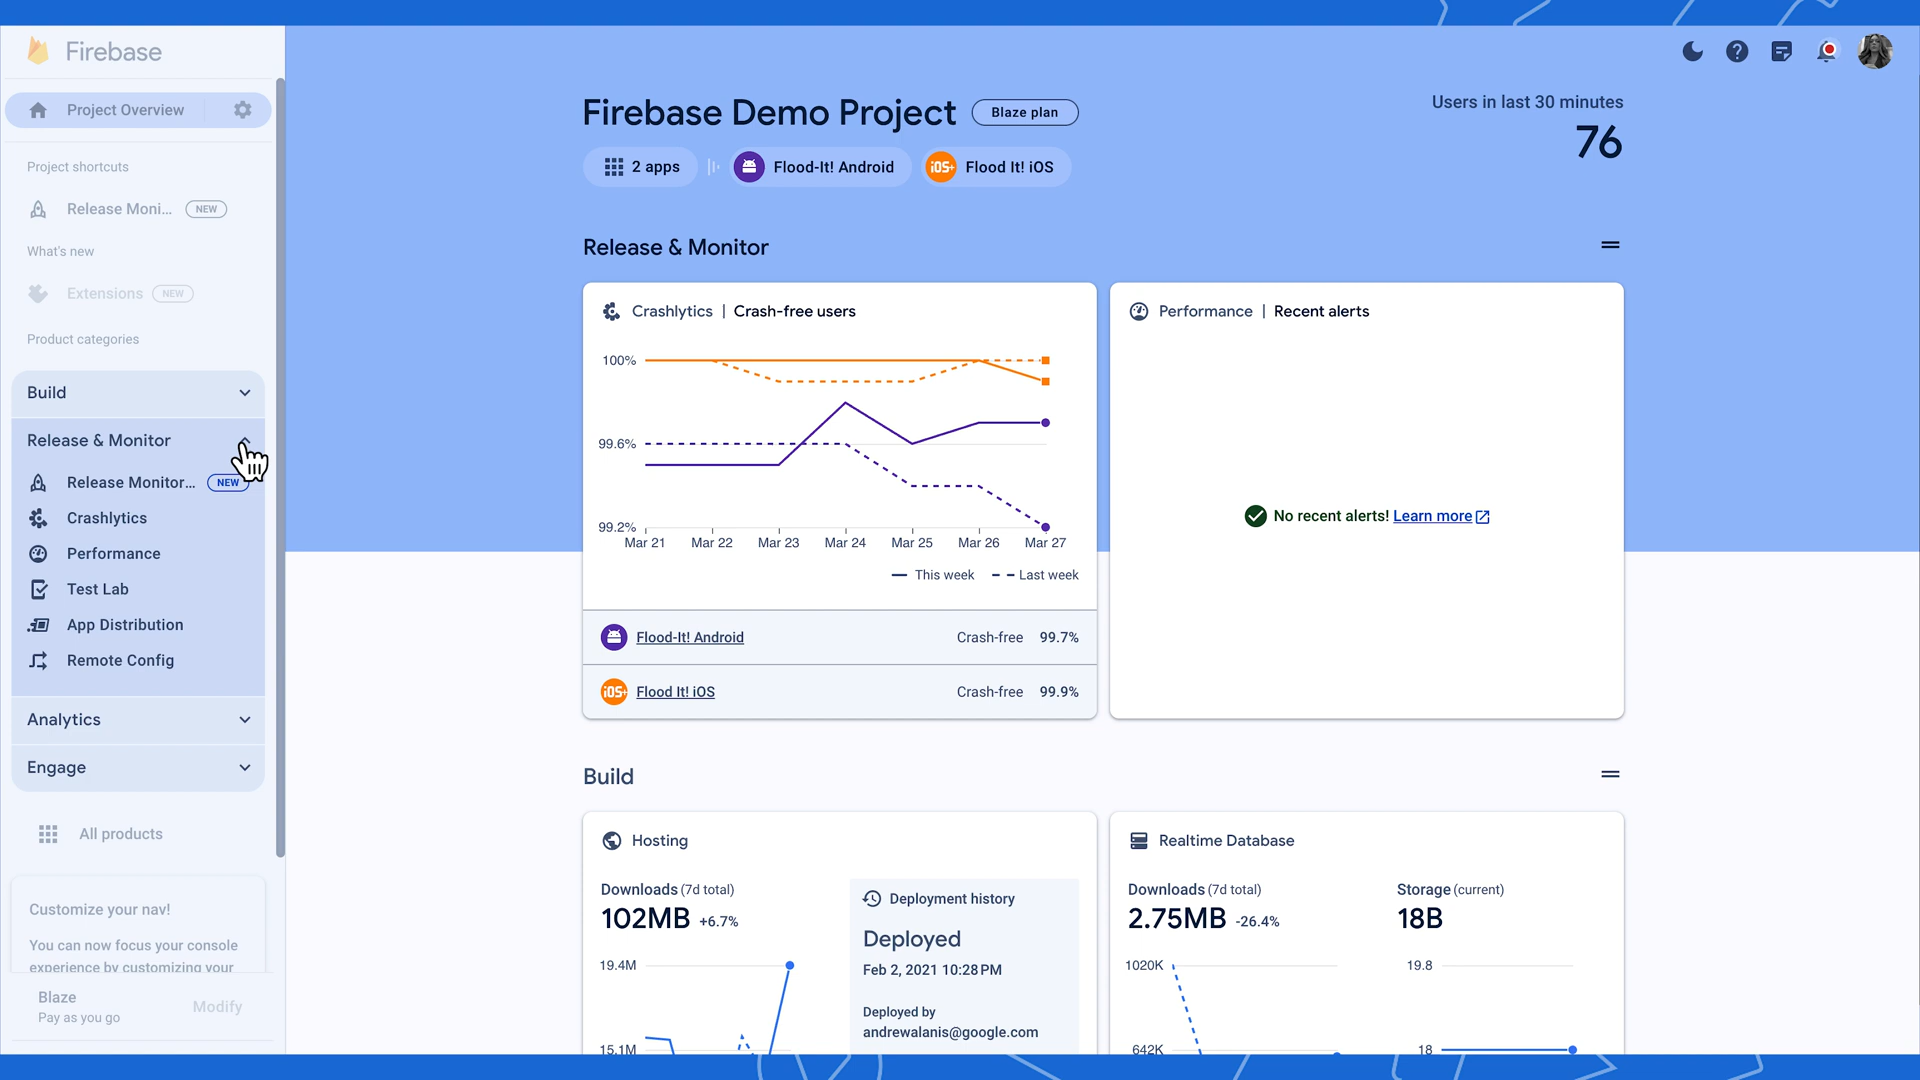 Firebase
Project Overview
Project shortcuts
Release Moni... NEW
What's new
Extensions NEW
Product categories
Build
Release & Monitor
Release Monitor... NEW
Crashlytics
Performance
Test Lab
App Distribution
Remote Config
Analytics
Engage
All products
Customize your nav!
You can now focus your console
experience by customizing your
Blaze
Pay as you go
Modify
Firebase Demo Project Blaze plan
2 apps
Flood-It! Android
iOS+ Flood It! iOS
Users in last 30 minutes
76
Release & Monitor
Crashlytics | Crash-free users
100%
99.6%
99.2%
Mar 21 Mar 22 Mar 23 Mar 24 Mar 25 Mar 26 Mar 27
This week Last week
Flood-It! Android Crash-free 99.7%
iOS+ Flood It! iOS Crash-free 99.9%
Performance | Recent alerts
No recent alerts! Learn more
Build
Hosting
Downloads (7d total)
102MB +6.7%
19.4M
15.1M
Deployment history
Deployed
Feb 2, 2021 10:28 PM
Deployed by
andrewalanis@google.com
Realtime Database
Downloads (7d total)
2.75MB -26.4%
1020K
642K
Storage (current)
18B
19.8
18